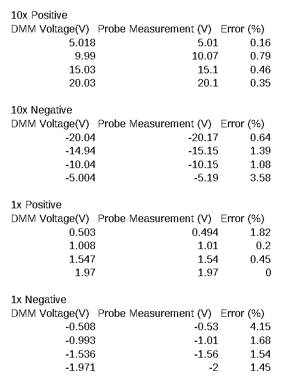 10x Positive
DMM Voltage(V) Probe Measurement (V) Error (%)
5.018 5.01 0.16
9.99 10.07 0.79
15.03 15.1 0.46
20.03 20.1 0.35
10x Negative
DMM Voltage(V) Probe Measurement (V) Error (%)
-20.04 -20.17 0.64
-14.94 -15.15 1.39
-10.04 -10.15 1.08
-5.004 -5.19 3.58
1x Positive
DMM Voltage(V) Probe Measurement (V) Error (%)
0.503 0.494 1.82
1.008 1.01 0.2
1.547 1.54 0.45
1.97 1.97 0
1x Negative
DMM Voltage(V) Probe Measurement (V) Error (%)
-0.508 -0.53 4.15
-0.993 -1.01 1.68
-1.536 -1.56 1.54
-1.971 -2 1.45